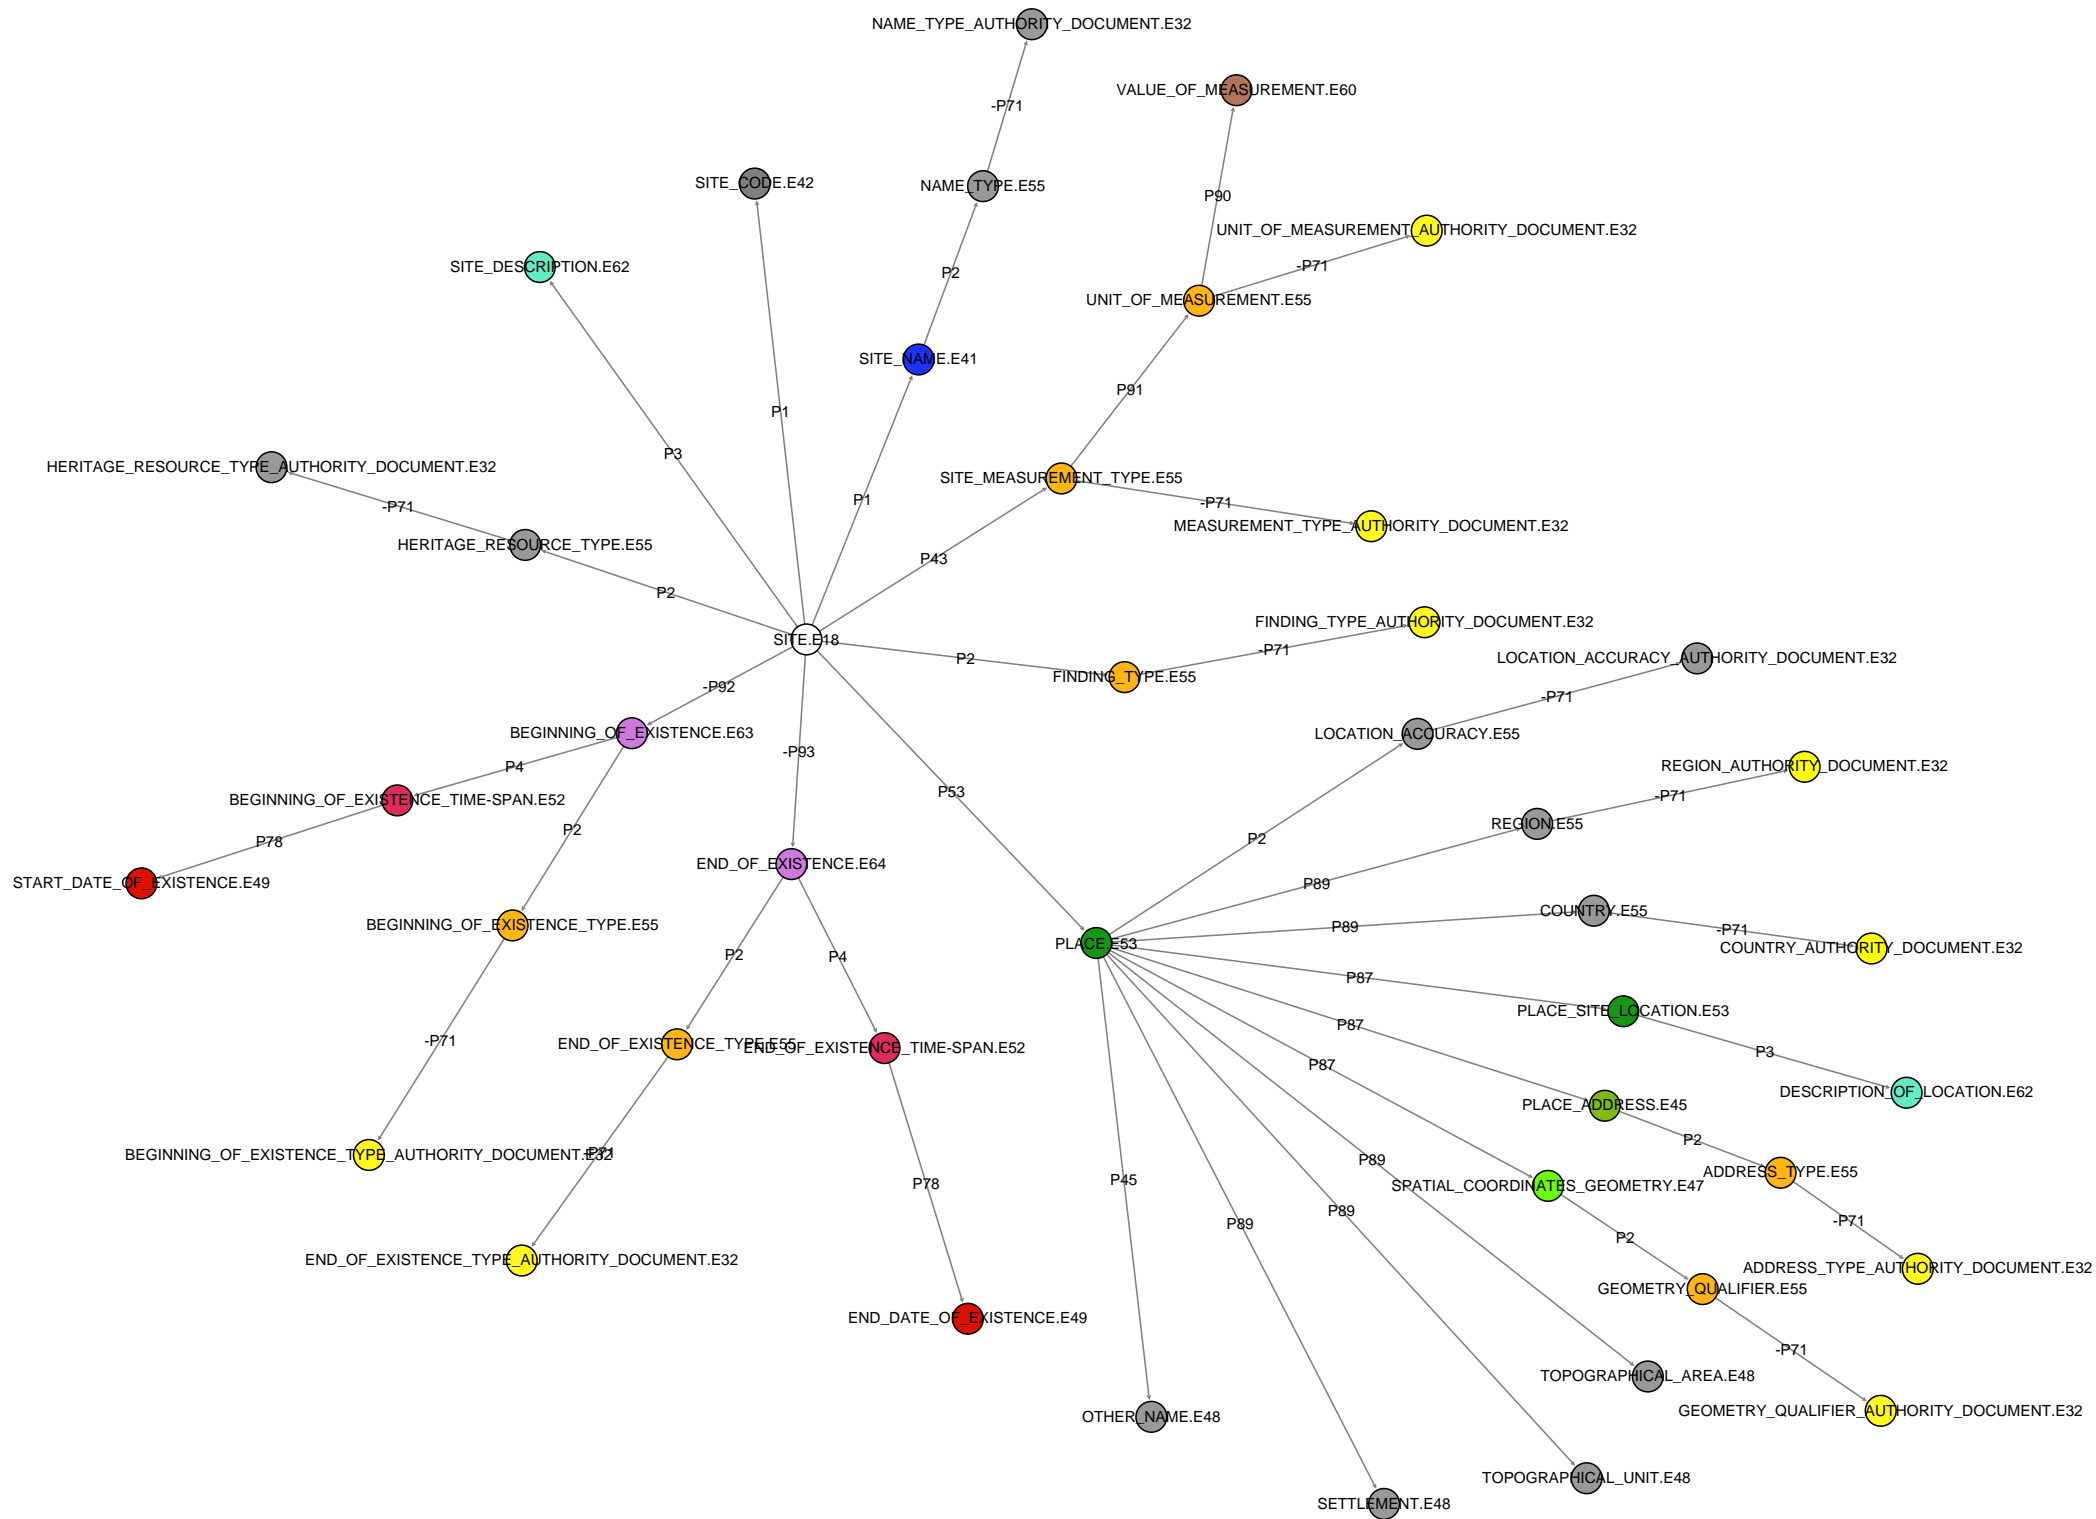 NAME_TYPE_AUTHORITY_DOCUMENT.E32
VALUE_OF_MEASUREMENT.E60
-P71
SITE_CODE.E42
NAME_TYPE.E55
P90
UNIT_OF_MEASUREMENT_AUTHORITY_DOCUMENT.E32
SITE_DESCRIPTION.E62
P2
-P71
UNIT_OF_MEASUREMENT.E55
SITE_NAME.E41
P91
P1
P3
HERITAGE_RESOURCE_TYPE_AUTHORITY_DOCUMENT.E32
SITE_MEASUREMENT_TYPE.E55
P1
-P71
-P71
MEASUREMENT_TYPE_AUTHORITY_DOCUMENT.E32
HERITAGE_RESOURCE_TYPE.E55
P43
P2
FINDING_TYPE_AUTHORITY_DOCUMENT.E32
SITE.E18
-P71
P2
LOCATION_ACCURACY_AUTHORITY_DOCUMENT.E32
FINDING_TYPE.E55
-P92
-P71
BEGINNING_OF_EXISTENCE.E63
LOCATION_ACCURACY.E55
-P93
P4
REGION_AUTHORITY_DOCUMENT.E32
P53
-P71
BEGINNING_OF_EXISTENCE_TIME-SPAN.E52
P2
REGION.E55
P2
P78
END_OF_EXISTENCE.E64
START_DATE_OF_EXISTENCE.E49
P89
COUNTRY.E55
BEGINNING_OF_EXISTENCE_TYPE.E55
P89
-P71
PLACE.E53
COUNTRY_AUTHORITY_DOCUMENT.E32
P2
P4
P87
PLACE_SITE_LOCATION.E53
P87
-P71
END_OF_EXISTENCE_TYPE.E55
END_OF_EXISTENCE_TIME-SPAN.E52
P3
P87
DESCRIPTION_OF_LOCATION.E62
PLACE_ADDRESS.E45
P2
BEGINNING_OF_EXISTENCE_TYPE_AUTHORITY_DOCUMENT.E32
-P71
P89
ADDRESS_TYPE.E55
P45
P78
SPATIAL_COORDINATES_GEOMETRY.E47
P89
P89
-P71
P2
END_OF_EXISTENCE_TYPE_AUTHORITY_DOCUMENT.E32
ADDRESS_TYPE_AUTHORITY_DOCUMENT.E32
GEOMETRY_QUALIFIER.E55
END_DATE_OF_EXISTENCE.E49
-P71
TOPOGRAPHICAL_AREA.E48
GEOMETRY_QUALIFIER_AUTHORITY_DOCUMENT.E32
OTHER_NAME.E48
TOPOGRAPHICAL_UNIT.E48
SETTLEMENT.E48